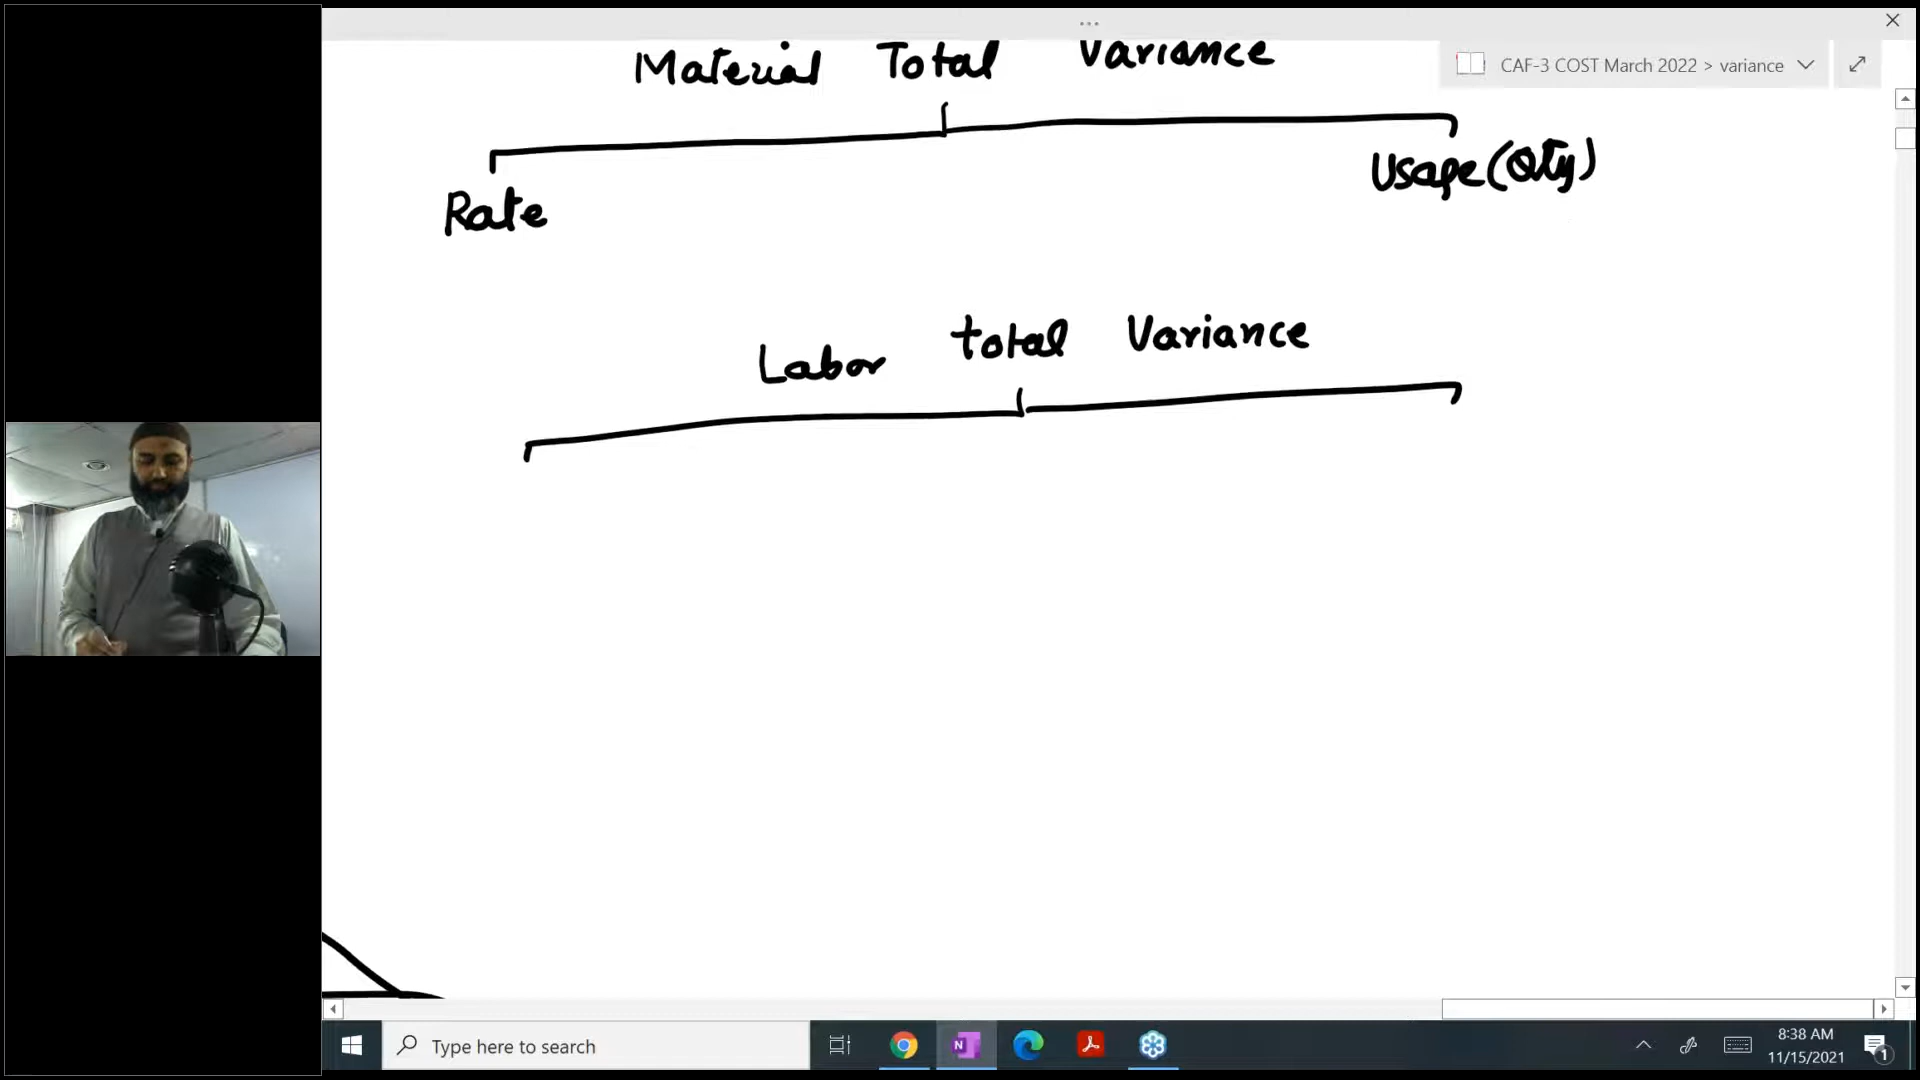 Material Total Variance
CAF-3 COST March 2022 > variance
Rate
Usage(Qty)
Labor total Variance
Type here to search
8:38 AM
11/15/2021
1